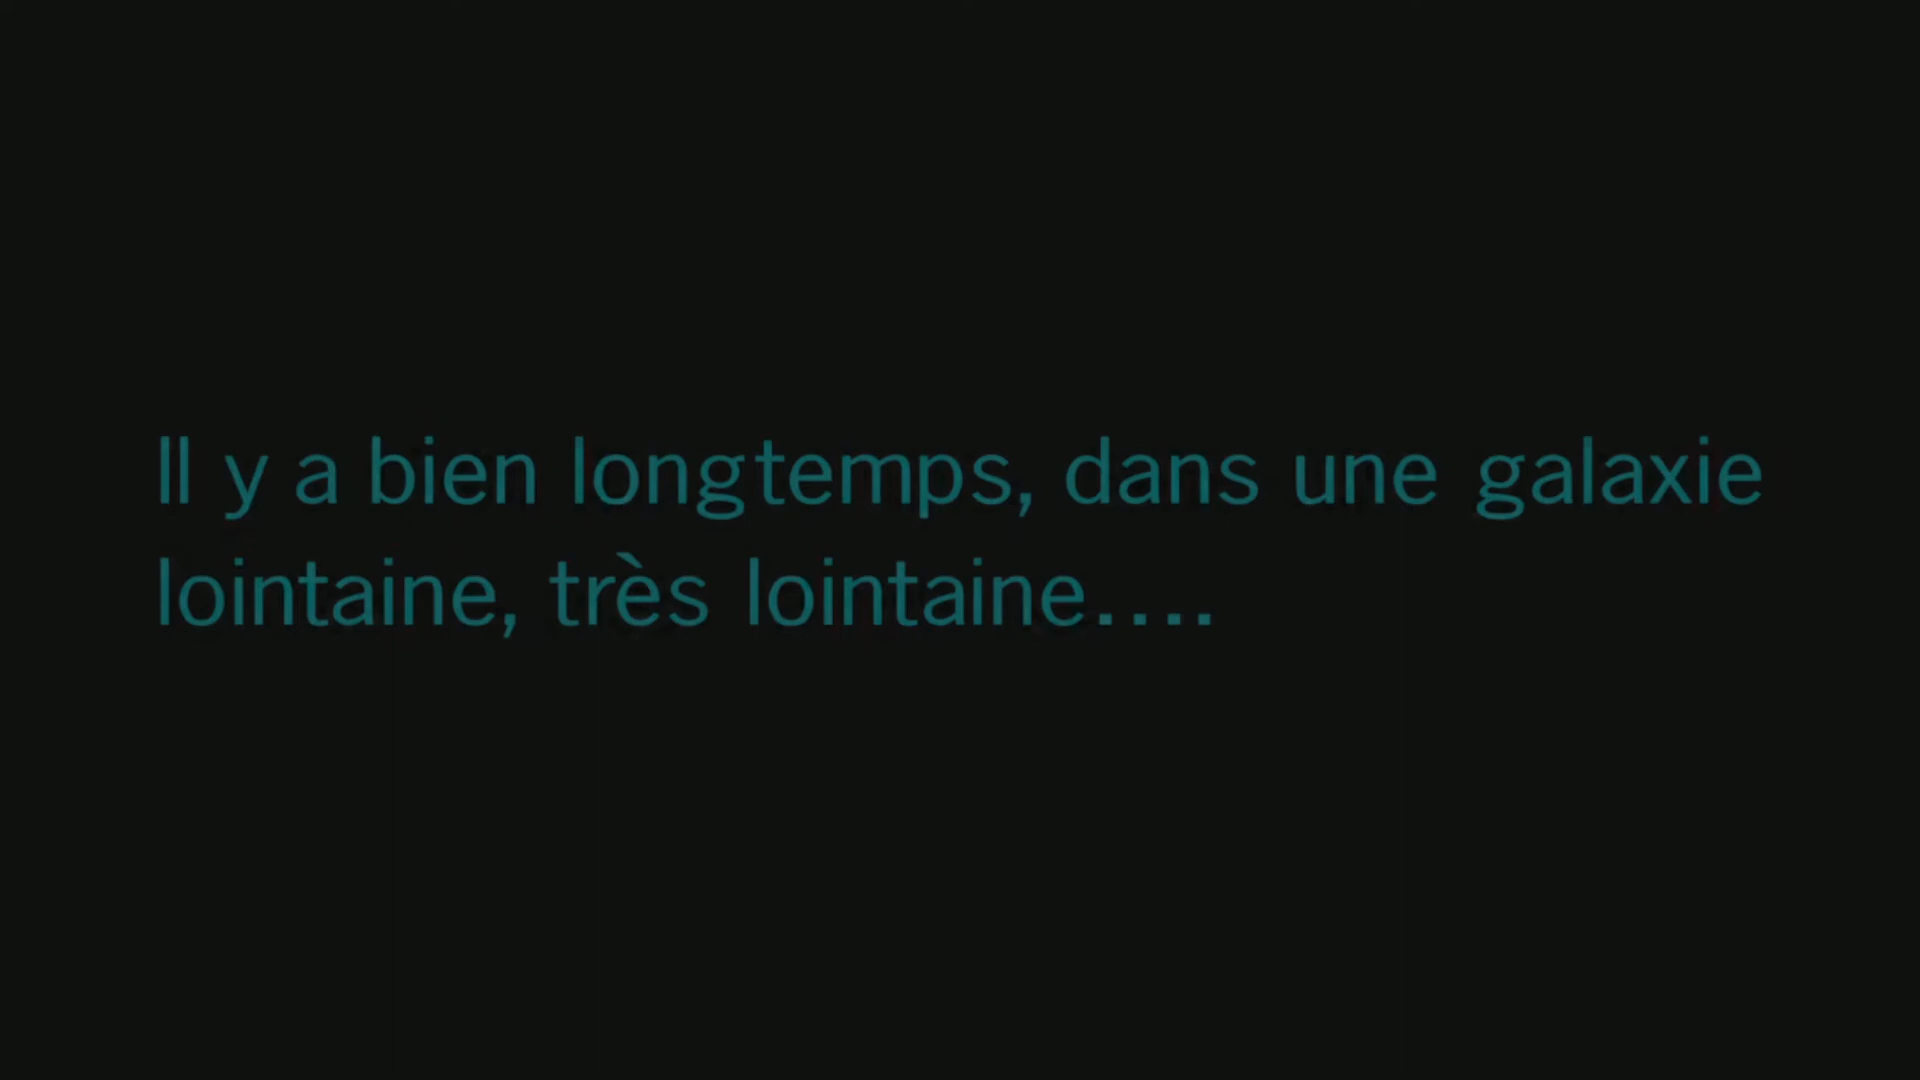 Il y a bien longtemps, dans une galaxie
lointaine, très lointaine....